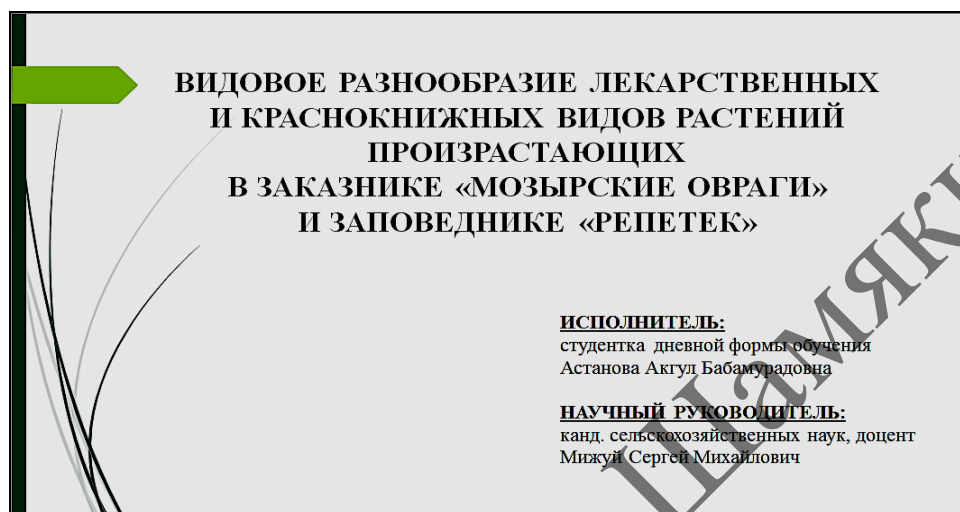 ВИДОВОЕ РАЗНООБРАЗИЕ ЛЕКАРСТВЕННЫХ
И КРАСНОКНИЖНЫХ ВИДОВ РАСТЕНИЙ
ПРОИЗРАСТАЮЩИХ
В ЗАКАЗНИКЕ «МОЗЫРСКИЕ ОВРАГИ»
И ЗАПОВЕДНИКЕ «РЕПЕТЕК»
ИСПОЛНИТЕЛЬ:
студентка дневной формы обучения
Астанова Акгул Бабамурадовна
НАУЧНЫЙ РУКОВОДИТЕЛЬ:
канд. сельскохозяйственных наук, доцент
Мижуй Сергей Михайлович